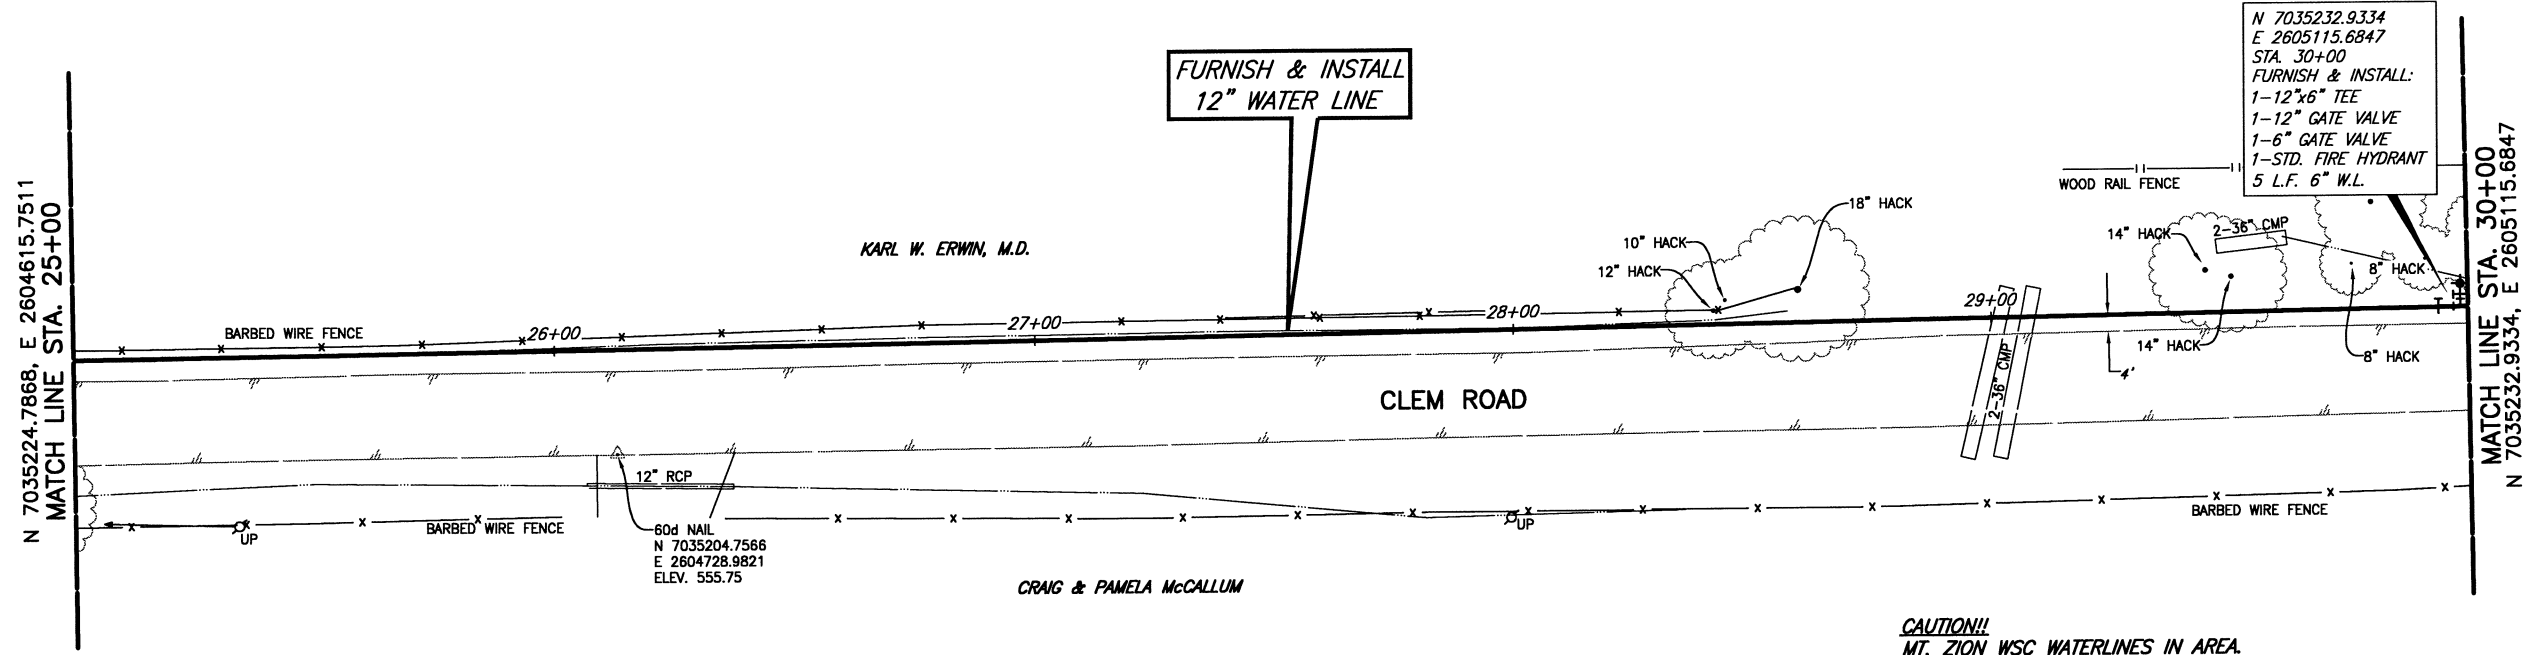 N 7035224.7868, E 2604615.7511
MATCH LINE STA. 25+00
FURNISH & INSTALL
12" WATER LINE
N 7035232.9334
E 2605115.6847
STA. 30+00
FURNISH & INSTALL:
1-12"x6" TEE
1-12" GATE VALVE
1-6" GATE VALVE
1-STD. FIRE HYDRANT
5 L.F. 6" W.L.
WOOD RAIL FENCE
18" HACK
10" HACK
12" HACK
14" HACK
2-36" CMP
8" HACK
KARL W. ERWIN, M.D.
BARBED WIRE FENCE
26+00
27+00
28+00
29+00
14" HACK
8" HACK
4'
2-36" CMP
CLEM ROAD
12" RCP
UP
BARBED WIRE FENCE
60d NAIL
N 7035204.7566
E 2604728.9821
ELEV. 555.75
UP
BARBED WIRE FENCE
CRAIG & PAMELA McCALLUM
CAUTION!!
MT. ZION WSC WATERLINES IN AREA.
MATCH LINE STA. 30+00
N 7035232.9334, E 2605115.6847